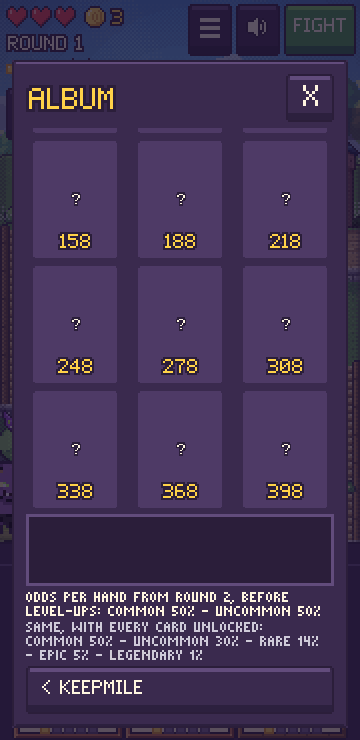 3
ROUND 1
FIGHT
ALBUM
X
? ? ?
158 188 218
? ? ?
248 278 308
? ? ?
338 368 398
ODDS PER HAND FROM ROUND 2, BEFORE
LEVEL-UPS: COMMON 50% - UNCOMMON 50%
SAME, WITH EVERY CARD UNLOCKED:
COMMON 50% - UNCOMMON 30% - RARE 14%
- EPIC 5% - LEGENDARY 1%
< KEEPMILE